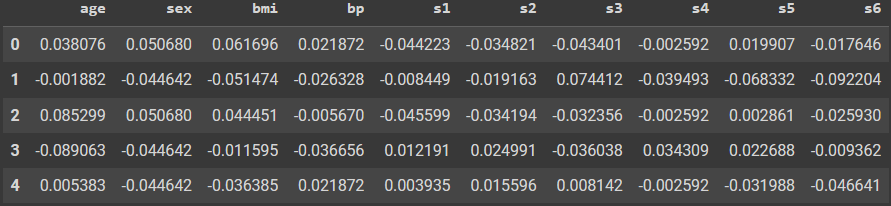 age sex bmi bp s1 s2 s3 s4 s5 s6
0 0.038076 0.050680 0.061696 0.021872 -0.044223 -0.034821 -0.043401 -0.002592 0.019907 -0.017646
1 -0.001882 -0.044642 -0.051474 -0.026328 -0.008449 -0.019163 0.074412 -0.039493 -0.068332 -0.092204
2 0.085299 0.050680 0.044451 -0.005670 -0.045599 -0.034194 -0.032356 -0.002592 0.002861 -0.025930
3 -0.089063 -0.044642 -0.011595 -0.036656 0.012191 0.024991 -0.036038 0.034309 0.022688 -0.009362
4 0.005383 -0.044642 -0.036385 0.021872 0.003935 0.015596 0.008142 -0.002592 -0.031988 -0.046641